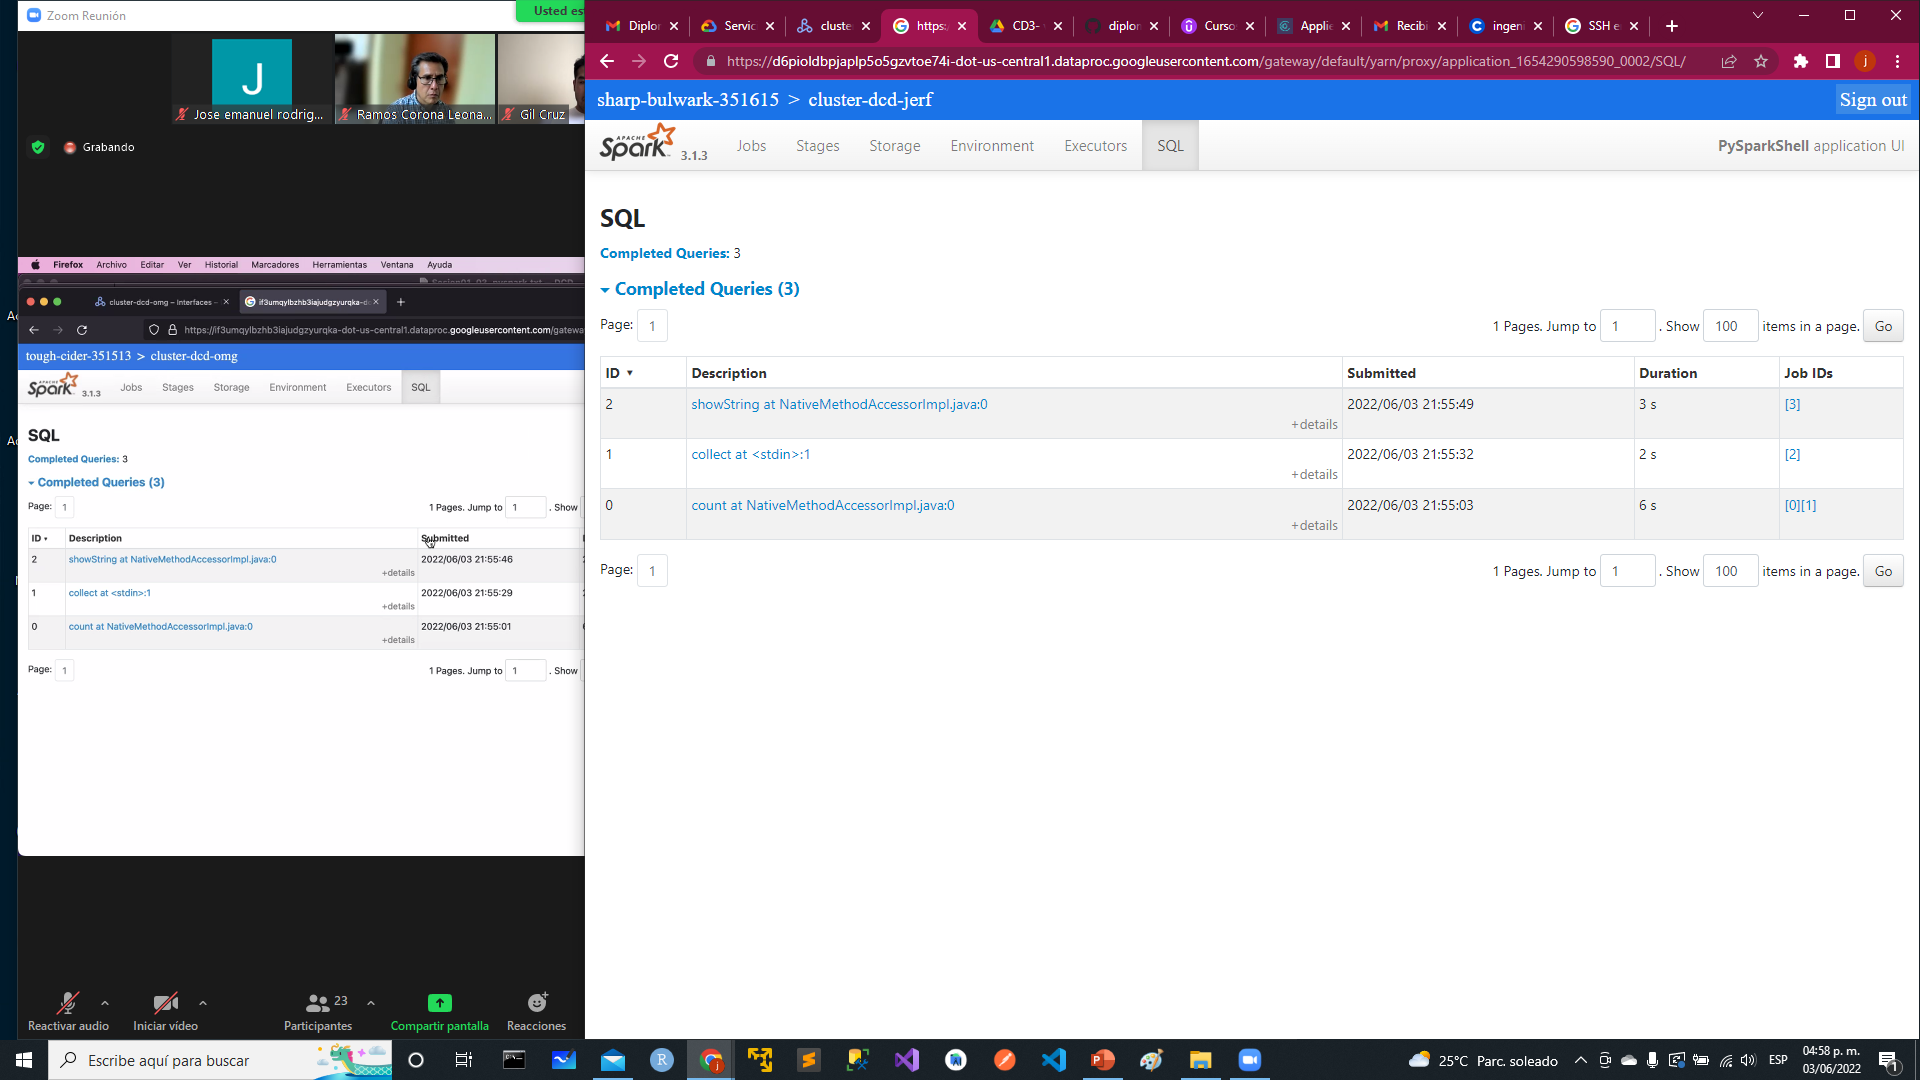 Zoom Reunión
Usted es
J
Jose emanuel rodrig...
Ramos Corona Leona...
Gil Cruz
Grabando
Firefox Archivo Editar Ver Historial Marcadores Herramientas Ventana Ayuda
cluster-dcd-omg – Interfaces –
if3umqylbzhb3iajudgzyurqka-d
https://if3umqylbzhb3iajudgzyurqka-dot-us-central1.dataproc.googleusercontent.com/gatewa
tough-cider-351513 > cluster-dcd-omg
APACHE Spark 3.1.3 Jobs Stages Storage Environment Executors SQL
SQL
Completed Queries: 3
Completed Queries (3)
Page: 1 1 Pages. Jump to 1 . Show
ID Description Submitted
2 showString at NativeMethodAccessorImpl.java:0 2022/06/03 21:55:46
+details
1 collect at <stdin>:1 2022/06/03 21:55:29
+details
0 count at NativeMethodAccessorImpl.java:0 2022/06/03 21:55:01
+details
Page: 1 1 Pages. Jump to 1 . Show
Reactivar audio
Iniciar vídeo
23
Participantes
Compartir pantalla
Reacciones
Diplor
Servic
cluste
https:
CD3-
diplon
Curso
Applie
Recibi
ingeni
SSH e
https://d6pioldbpjaplp5o5gzvtoe74i-dot-us-central1.dataproc.googleusercontent.com/gateway/default/yarn/proxy/application_1654290598590_0002/SQL/
j
sharp-bulwark-351615 > cluster-dcd-jerf
Sign out
APACHE Spark 3.1.3 Jobs Stages Storage Environment Executors SQL
PySparkShell application UI
SQL
Completed Queries: 3
Completed Queries (3)
Page: 1 1 Pages. Jump to 1 . Show 100 items in a page. Go
ID Description Submitted Duration Job IDs
2 showString at NativeMethodAccessorImpl.java:0 2022/06/03 21:55:49 3 s [3]
+details
1 collect at <stdin>:1 2022/06/03 21:55:32 2 s [2]
+details
0 count at NativeMethodAccessorImpl.java:0 2022/06/03 21:55:03 6 s [0][1]
+details
Page: 1 1 Pages. Jump to 1 . Show 100 items in a page. Go
Escribe aquí para buscar
25°C Parc. soleado
ESP
04:58 p. m.
03/06/2022
1